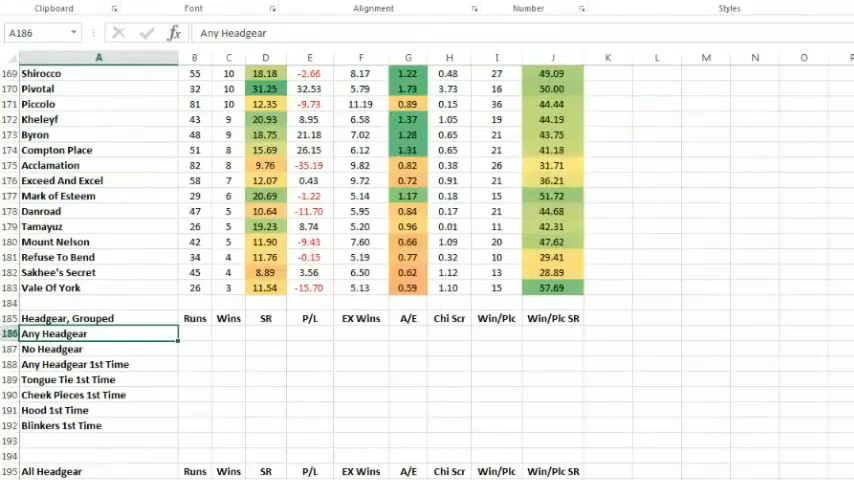 Clipboard Font Alignment Number Styles
A186 fx Any Headgear
A B C D E F G H I J K L M N O
169 Shirocco 55 10 18.18 -2.66 8.17 1.22 0.48 27 49.09
170 Pivotal 32 10 31.25 32.53 5.79 1.73 3.73 16 50.00
171 Piccolo 81 10 12.35 -9.73 11.19 0.89 0.15 36 44.44
172 Kheleyf 43 9 20.93 8.95 6.58 1.37 1.05 19 44.19
173 Byron 48 9 18.75 21.18 7.02 1.28 0.65 21 43.75
174 Compton Place 51 8 15.69 26.15 6.12 1.31 0.65 21 41.18
175 Acclamation 82 8 9.76 -35.19 9.82 0.82 0.38 26 31.71
176 Exceed And Excel 58 7 12.07 0.43 9.72 0.72 0.91 21 36.21
177 Mark of Esteem 29 6 20.69 -1.22 5.14 1.17 0.18 15 51.72
178 Danroad 47 5 10.64 -11.70 5.95 0.84 0.17 21 44.68
179 Tamayuz 26 5 19.23 8.74 5.20 0.96 0.01 11 42.31
180 Mount Nelson 42 5 11.90 -9.43 7.60 0.66 1.09 20 47.62
181 Refuse To Bend 34 4 11.76 -0.15 5.19 0.77 0.32 10 29.41
182 Sakhee's Secret 45 4 8.89 3.56 6.50 0.62 1.12 13 28.89
183 Vale Of York 26 3 11.54 -15.70 5.13 0.59 1.10 15 57.69
184
185 Headgear, Grouped Runs Wins SR P/L EX Wins A/E Chi Scr Win/Plc Win/Plc SR
186 Any Headgear
187 No Headgear
188 Any Headgear 1st Time
189 Tongue Tie 1st Time
190 Cheek Pieces 1st Time
191 Hood 1st Time
192 Blinkers 1st Time
193
194
195 All Headgear Runs Wins SR P/L EX Wins A/E Chi Scr Win/Plc Win/Plc SR